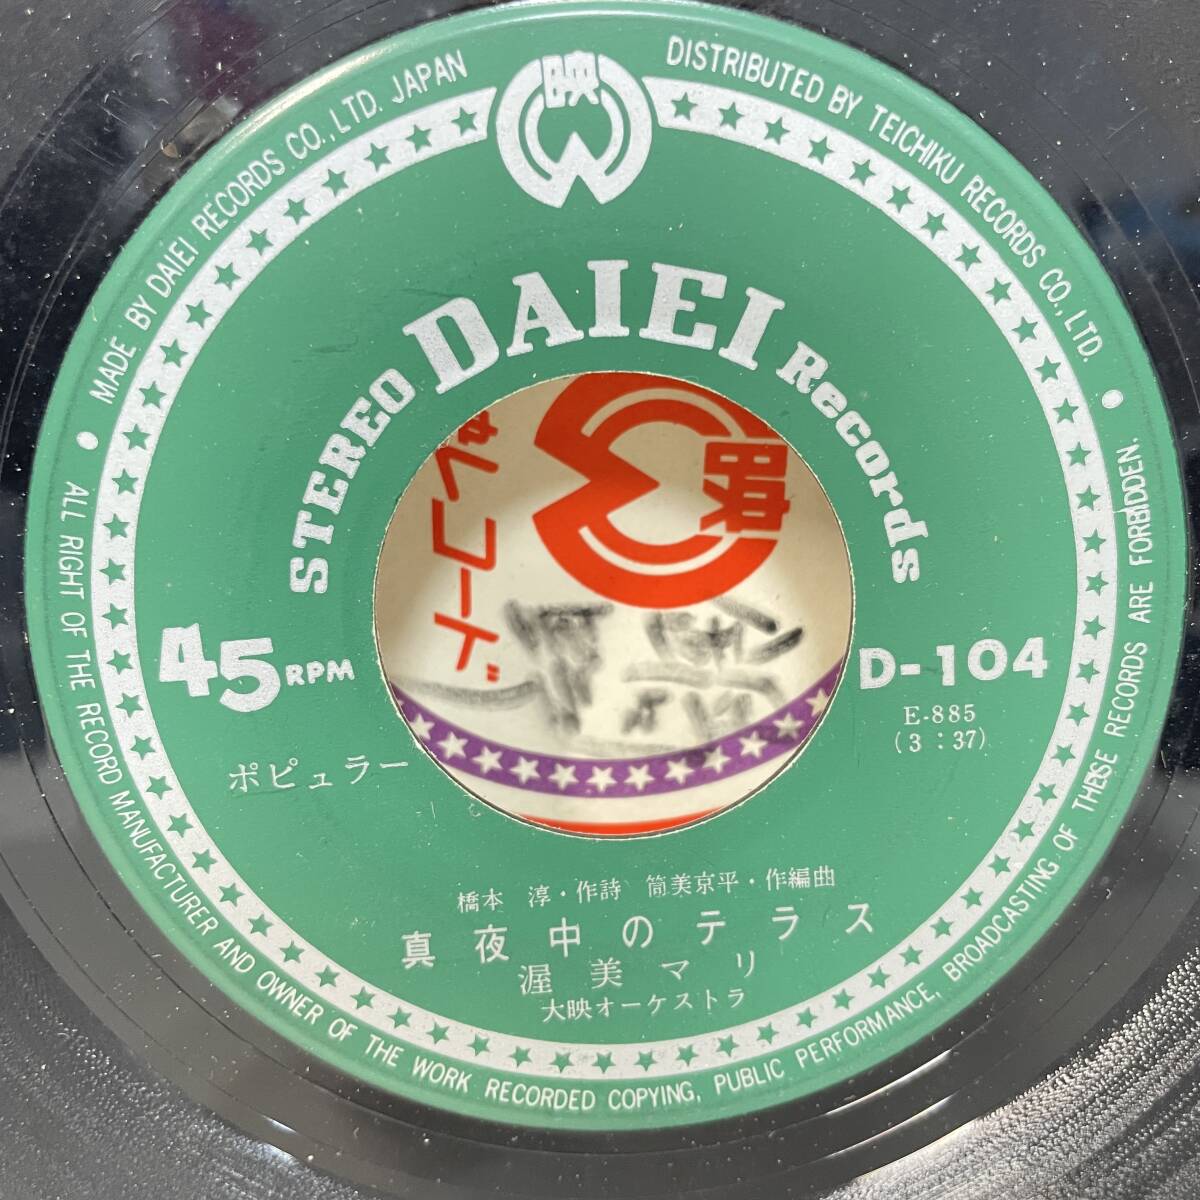 MADE BY DAIEI RECORDS CO., LTD. JAPAN
映
DISTRIBUTED BY TEICHIKU RECORDS CO., LTD.
STEREO DAIEI Records
45 RPM
D-104
E-885
(3:37)
ポピュラー
レコード
橋本 淳・作詩 筒美京平・作編曲
真夜中のテラス
渥美マリ
大映オーケストラ
ALL RIGHT OF THE RECORD MANUFACTURER AND OWNER OF THE WORK RECORDED COPYING, PUBLIC PERFORMANCE, BROADCASTING OF THESE RECORDS ARE FORBIDDEN.